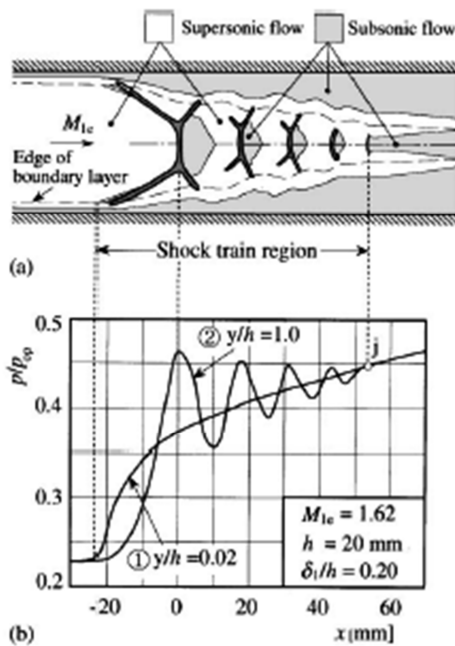 Supersonic flow
Subsonic flow
M1e
Edge of
boundary layer
Shock train region
(a)
0.5
② y/h =1.0
j
p/pop
0.4
0.3
M1e = 1.62
h = 20 mm
① y/h =0.02
δ1/h = 0.20
0.2
-20
0
20
40
60
(b)
x [mm]